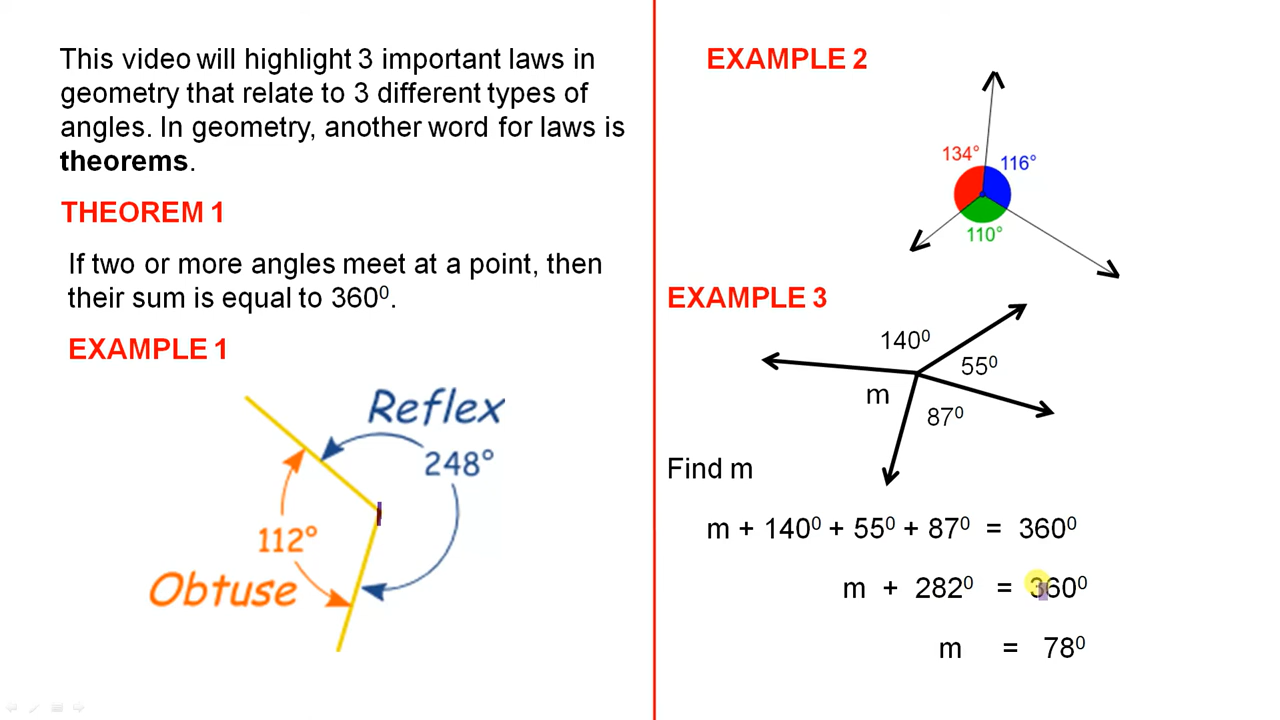 This video will highlight 3 important laws in
geometry that relate to 3 different types of
angles. In geometry, another word for laws is
theorems.
THEOREM 1
If two or more angles meet at a point, then
their sum is equal to 360⁰.
EXAMPLE 1
Reflex
248°
112°
Obtuse
EXAMPLE 2
134°
116°
110°
EXAMPLE 3
140⁰
55⁰
m
87⁰
Find m
m + 140⁰ + 55⁰ + 87⁰ = 360⁰
m + 282⁰ = 360⁰
m = 78⁰